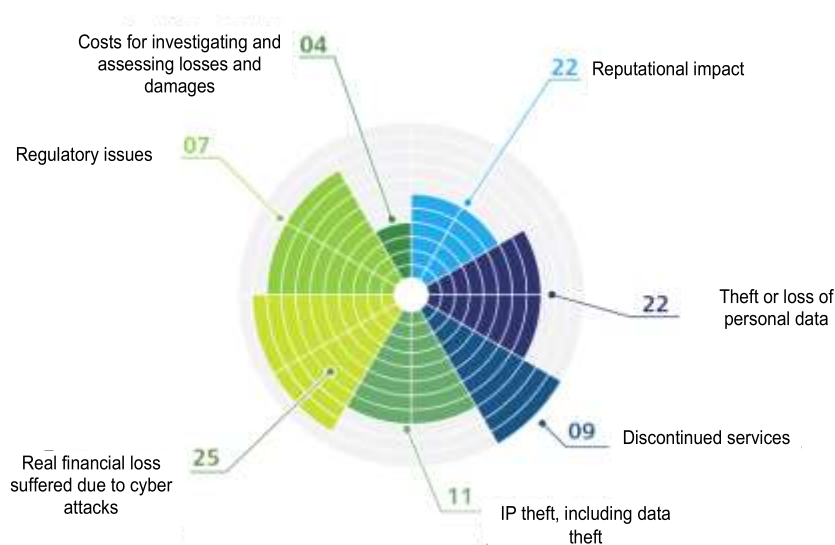 Costs for investigating and
assessing losses and
damages
04
22
Reputational impact
Regulatory issues
07
22
Theft or loss of
personal data
09
Discontinued services
25
Real financial loss
suffered due to cyber
attacks
11
IP theft, including data
theft